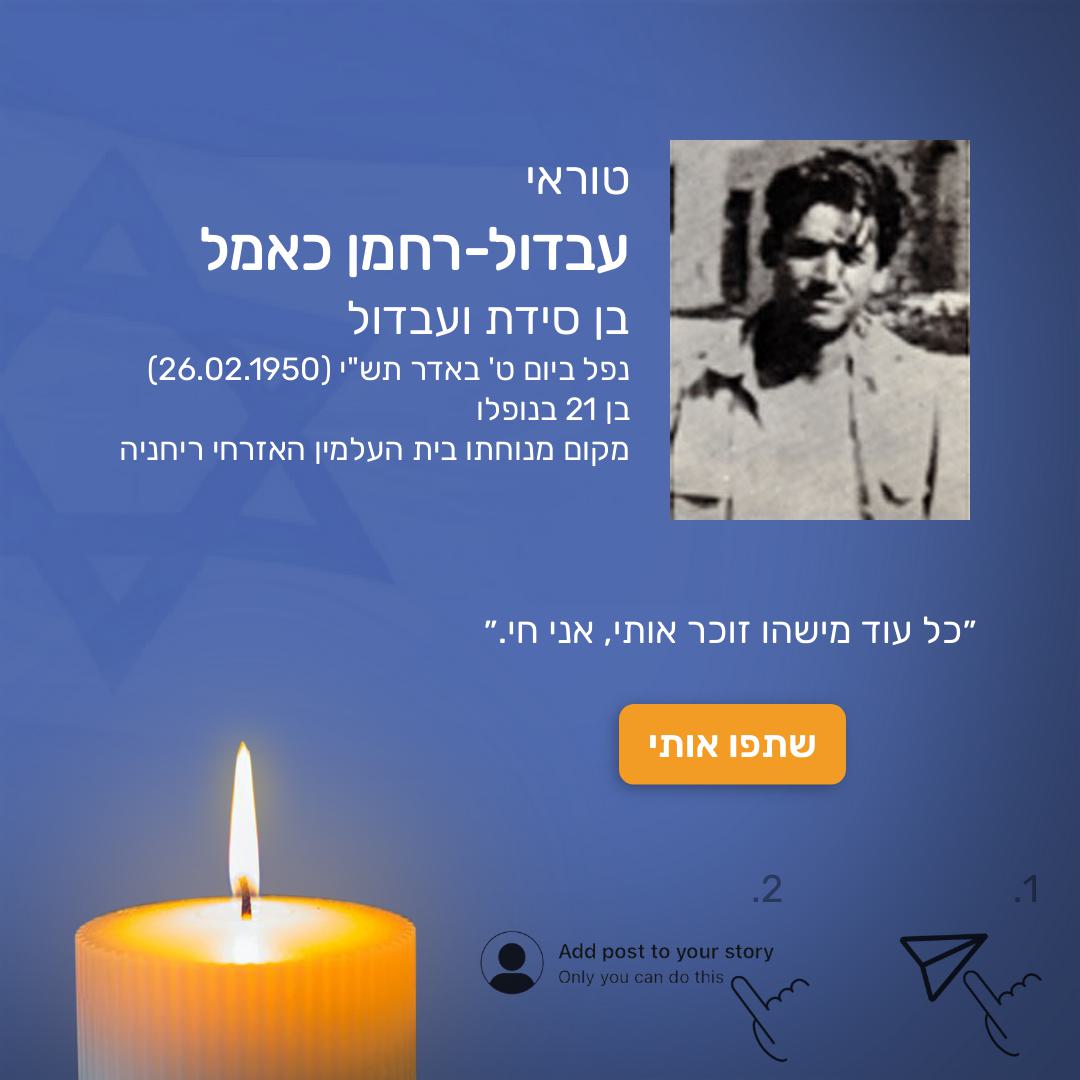 טוראי
עבדול-רחמן כאמל
בן סידת ועבדול
נפל ביום ט' באדר תש"י (26.02.1950)
בן 21 בנופלו
מקום מנוחתו בית העלמין האזרחי ריחניה
״כל עוד מישהו זוכר אותי, אני חי.״
שתפו אותי
.1
.2
Add post to your story
Only you can do this